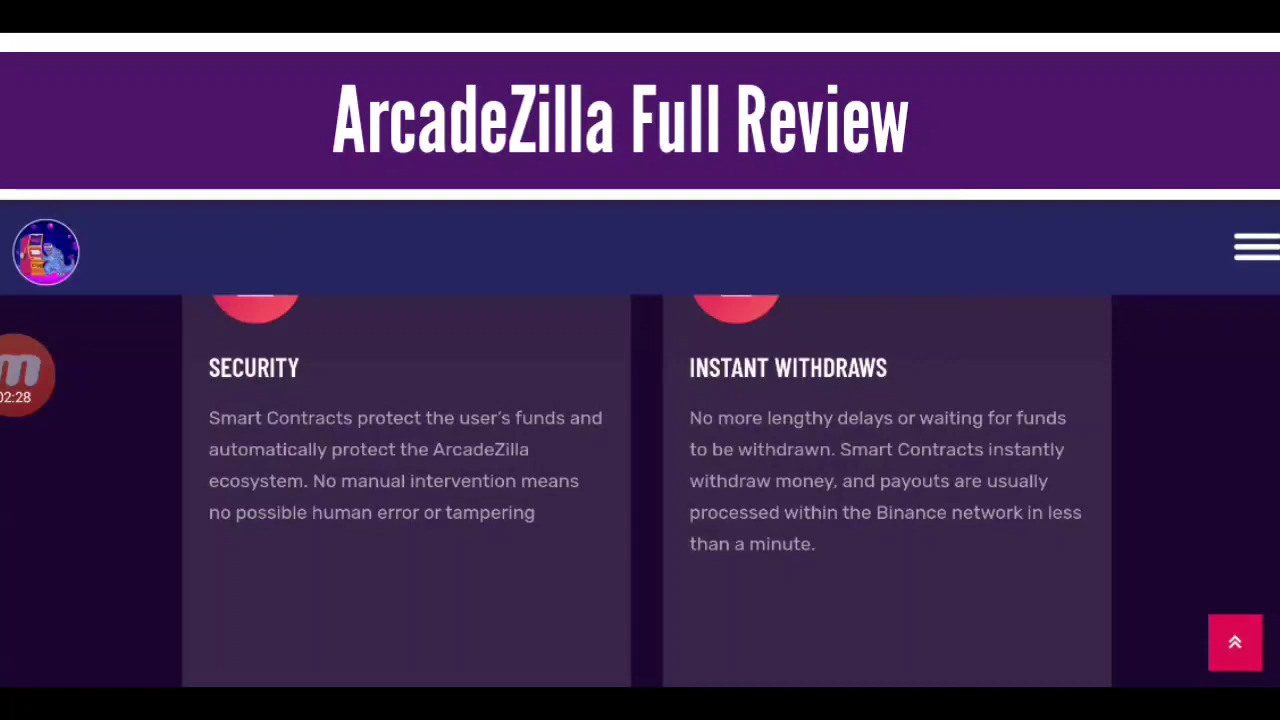 ArcadeZilla Full Review
m
02:28
SECURITY
Smart Contracts protect the user's funds and
automatically protect the ArcadeZilla
ecosystem. No manual intervention means
no possible human error or tampering
INSTANT WITHDRAWS
No more lengthy delays or waiting for funds
to be withdrawn. Smart Contracts instantly
withdraw money, and payouts are usually
processed within the Binance network in less
than a minute.